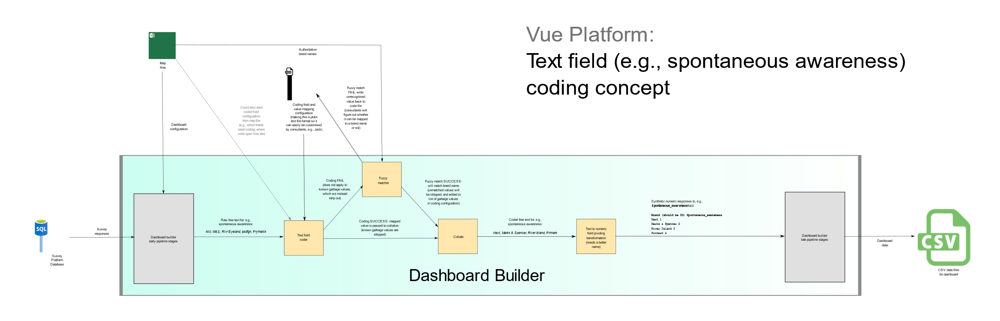 Vue Platform:
Text field (e.g., spontaneous awareness)
coding concept
Map
files
Authoritative
brand names
JSON
Fuzzy match
FAIL: write
unrecognised
value back to
code file
(consultants will
figure out whether
it can be mapped
to a brand name
or not)
Coding field and
value mapping
configuration
(making this a plain
text file format so it
can easily be customised
by consultants, e.g., Jack)
Could also read
coded field
configuration
from map file
(e.g., which fields
need coding; where
code spec files are)
Dashboard
configuration
Fuzzy
matcher
Coding FAIL
(does not apply to
known garbage values,
which we instead
strip out)
Fuzzy match SUCCESS:
will match brand name
(unmatched values will
be stripped, and added to
list of garbage values
in coding configuration)
SQL
Survey
Platform
Database
Survey
responses
Dashboard builder
early pipeline stages
Raw free text for, e.g.,
spontaneous awareness:
Nxt, M&S, Rivr Eyeland, asdfgh, Prymarck
Text field
coder
Coding SUCCESS: mapped
value is passed to collation
(known garbage values are
stripped)
Collate
Coded free text for, e.g.,
spontaneous awareness:
Next, Marks & Spencer, River Island, Primark
Text to numeric
field pivoting
transformatron
(needs a better
name)
Synthetic numeric responses to, e.g.,
Spontaneous_awarenessfield:
Brand (should be ID) Spontaneous_awareness
Next 1
Marks & Spencer 2
River Island 3
Primark 4
Dashboard builder
late pipeline stages
Dashboard
data
CSV
CSV data files
for dashboard
Dashboard Builder